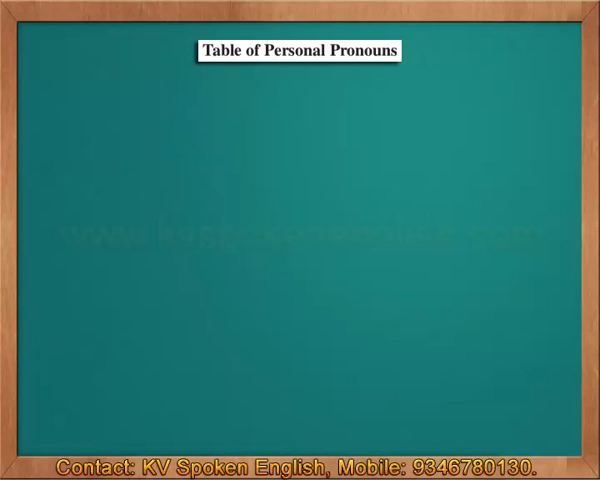 Table of Personal Pronouns
Contact: KV Spoken English, Mobile: 9346780130.